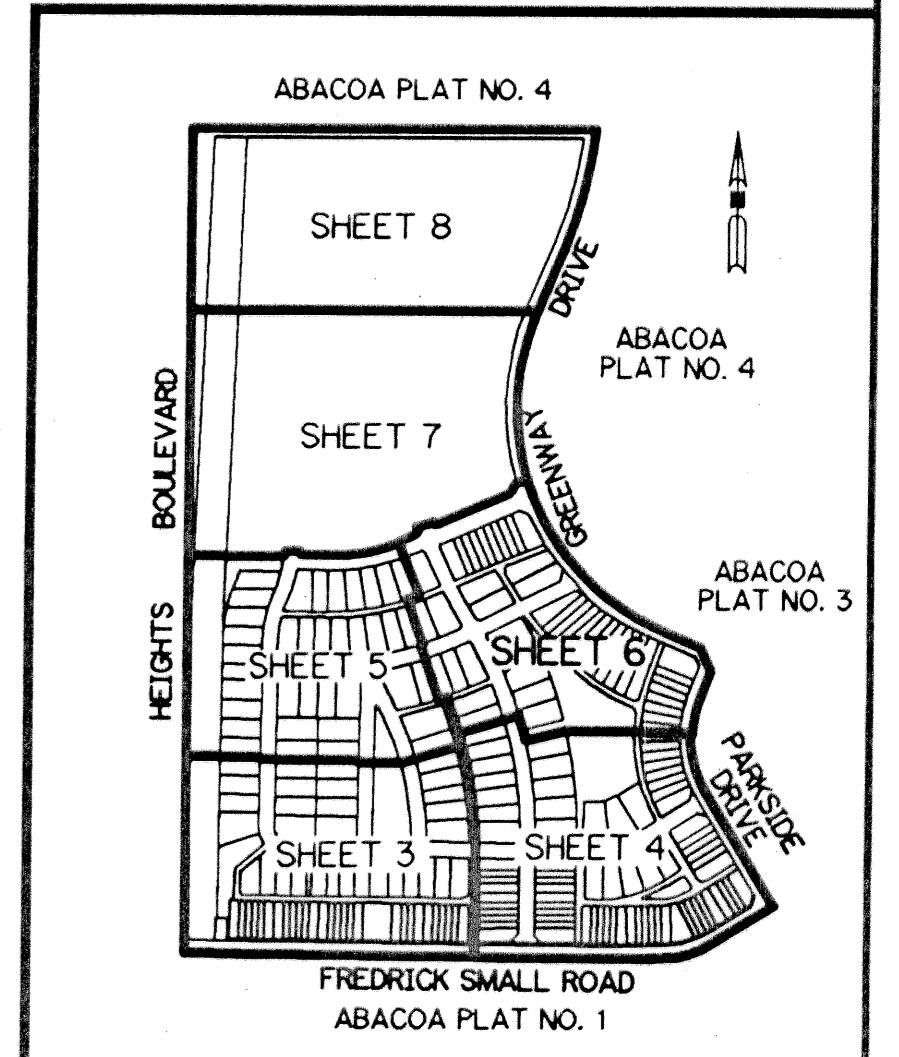 ABACOA PLAT NO. 4
SHEET 8
DRIVE
ABACOA
PLAT NO. 4
BOULEVARD
SHEET 7
GREENWAY
ABACOA
PLAT NO. 3
HEIGHTS
SHEET 5
SHEET 6
PARKSIDE
DRIVE
SHEET 3
SHEET 4
FREDRICK SMALL ROAD
ABACOA PLAT NO. 1